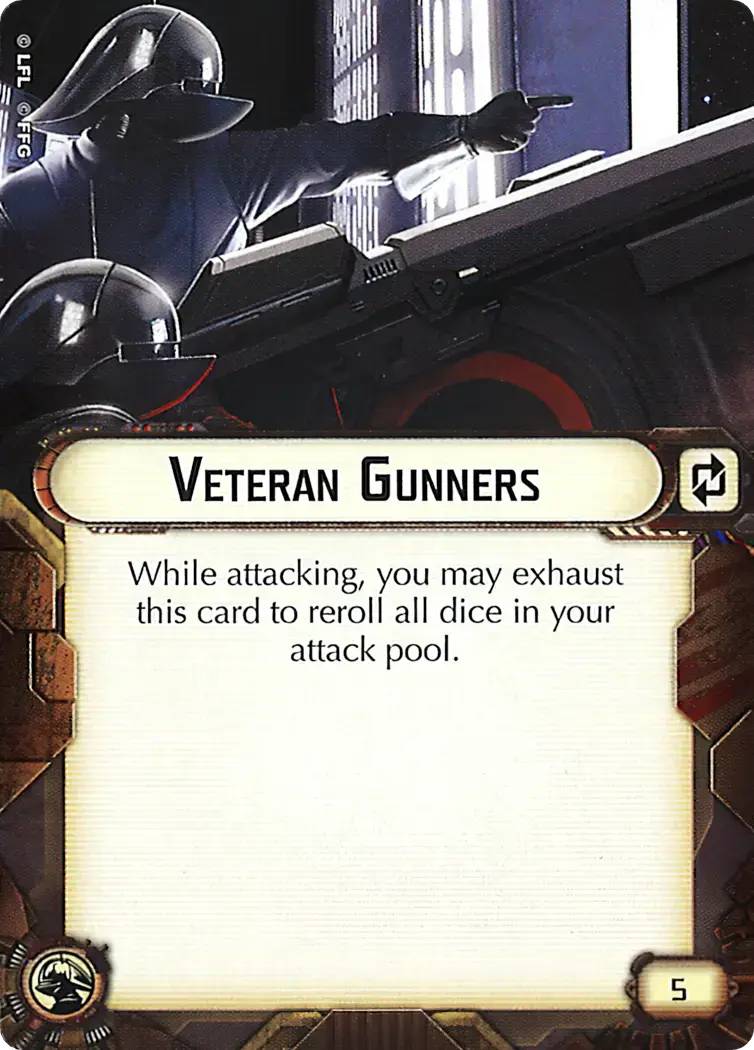 © LFL © FFG
VETERAN GUNNERS
While attacking, you may exhaust
this card to reroll all dice in your
attack pool.
5